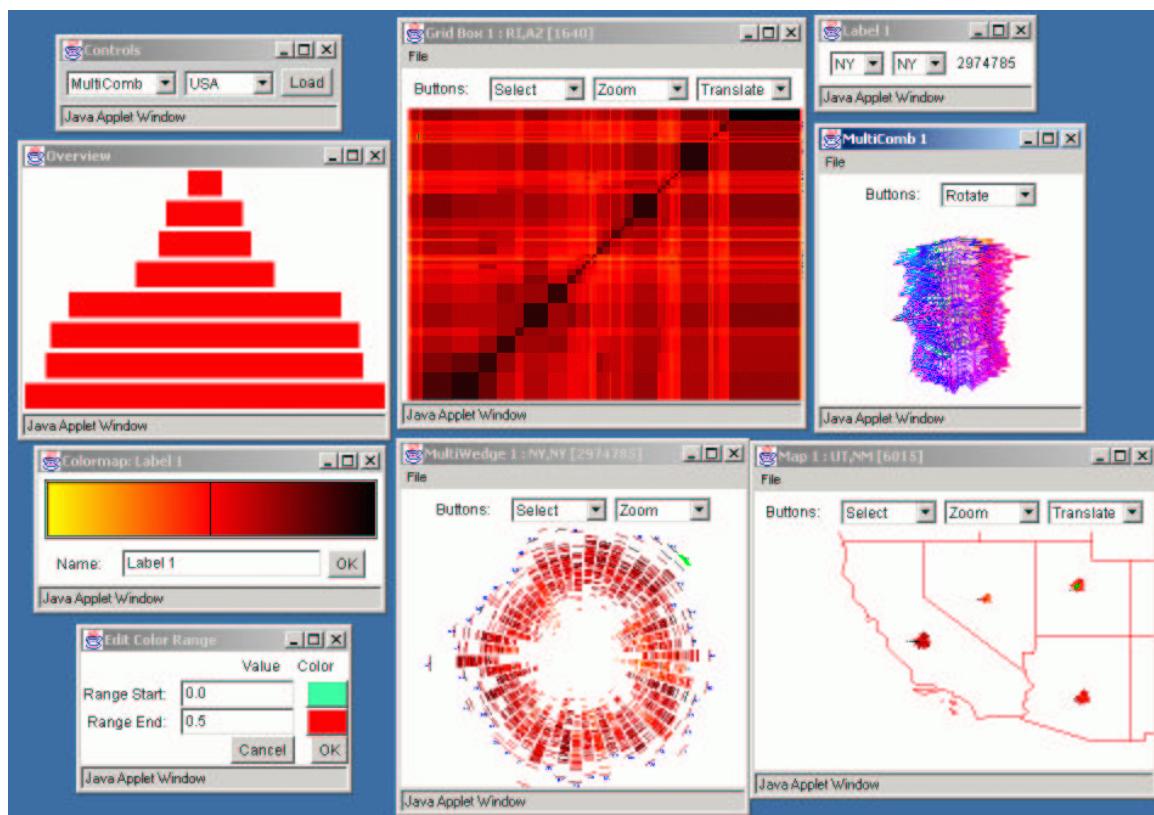 Controls
MultiComb USA Load
Java Applet Window
Overview
Java Applet Window
Colormap: Label 1
Name: Label 1 OK
Java Applet Window
Edit Color Range
Value Color
Range Start: 0.0
Range End: 0.5
Cancel OK
Java Applet Window
Grid Box 1 : RI,AZ [1640]
File
Buttons: Select Zoom Translate
Java Applet Window
MultiWedge 1 : NY,NY [2974785]
File
Buttons: Select Zoom
Java Applet Window
Label 1
NY NY 2974785
Java Applet Window
MultiComb 1
File
Buttons: Rotate
Java Applet Window
Map 1 : UT,NM [6015]
File
Buttons: Select Zoom Translate
Java Applet Window